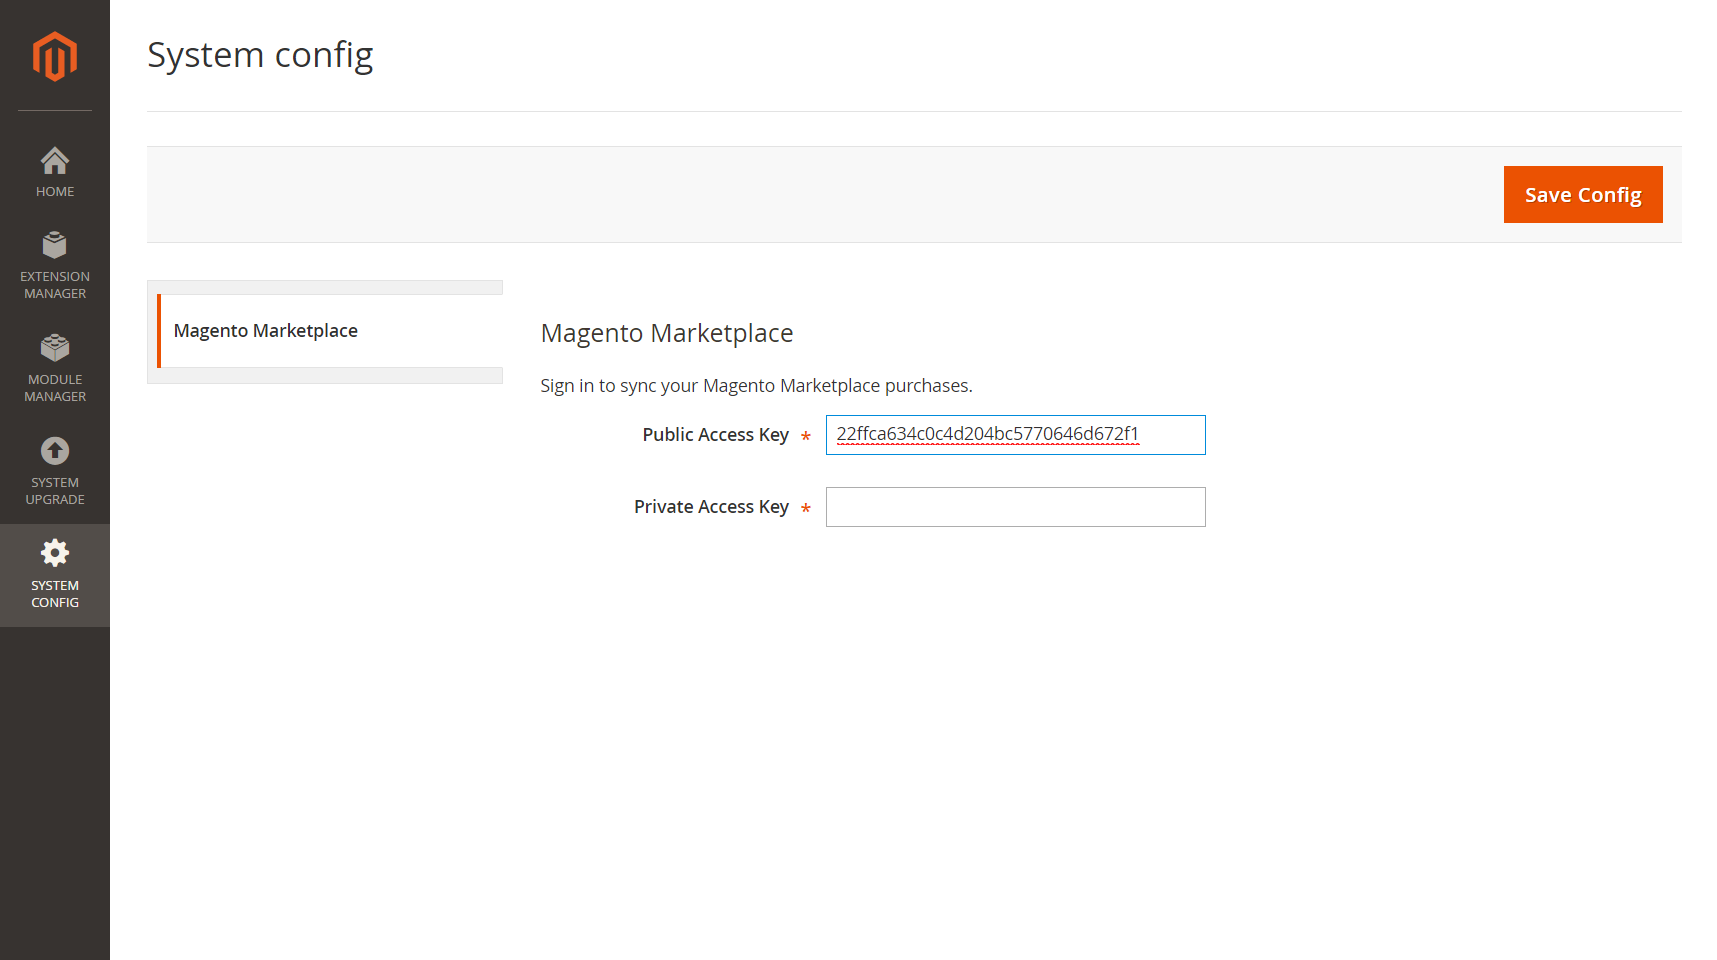 System config
HOME
EXTENSION
MANAGER
MODULE
MANAGER
SYSTEM
UPGRADE
SYSTEM
CONFIG
Save Config
Magento Marketplace
Magento Marketplace
Sign in to sync your Magento Marketplace purchases.
Public Access Key *
22ffca634c0c4d204bc5770646d672f1
Private Access Key *